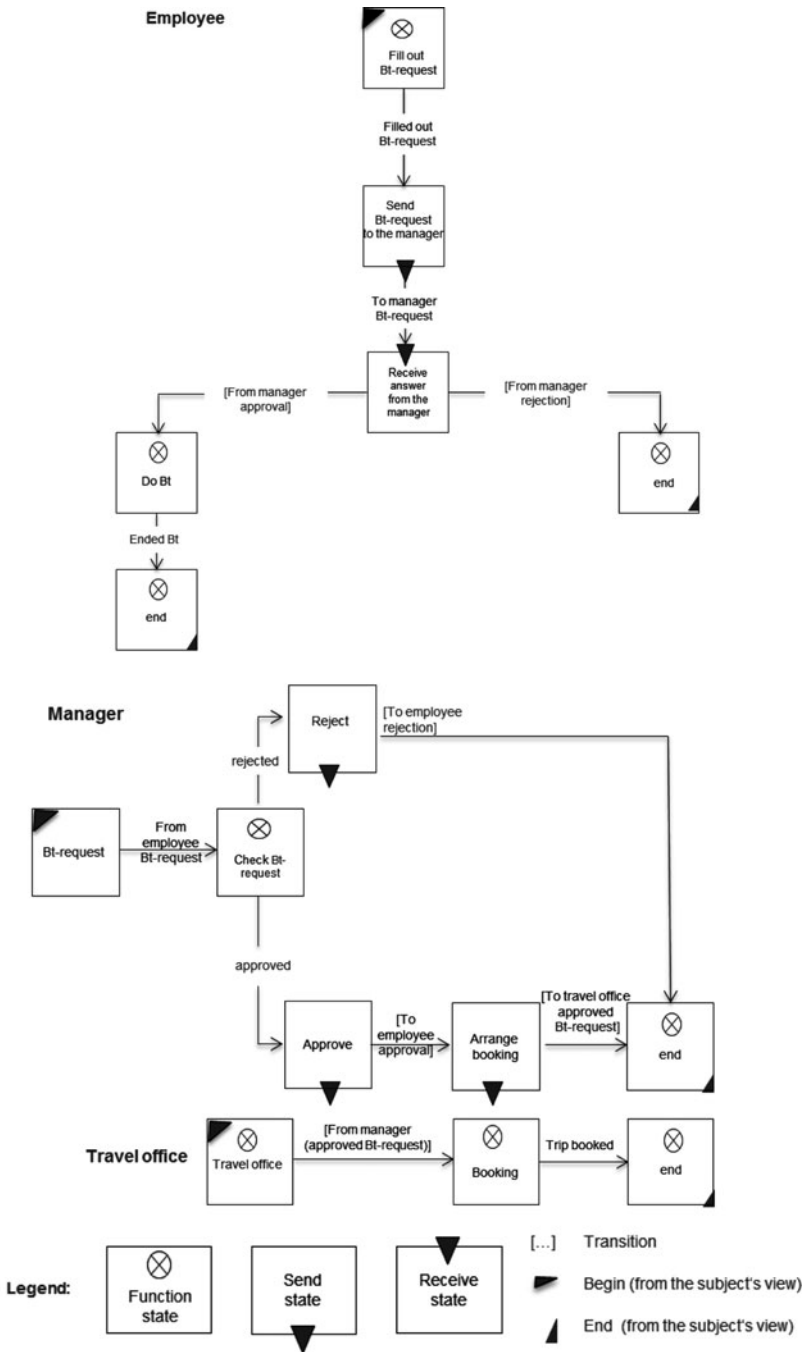 Employee
Fill out
Bt-request
Filled out
Bt-request
Send
Bt-request
to the manager
To manager
Bt-request
Receive
answer
from the
manager
[From manager
approval]
[From manager
rejection]
Do Bt
end
Ended Bt
end
Manager
Reject
[To employee
rejection]
rejected
Bt-request
From
employee
Bt-request
Check Bt-
request
approved
Approve
[To
employee
approval]
Arrange
booking
[To travel office
approved
Bt-request]
end
Travel office
Travel office
[From manager
(approved Bt-request)]
Booking
Trip booked
end
Legend:
Function
state
Send
state
Receive
state
[...] Transition
Begin (from the subject's view)
End (from the subject's view)